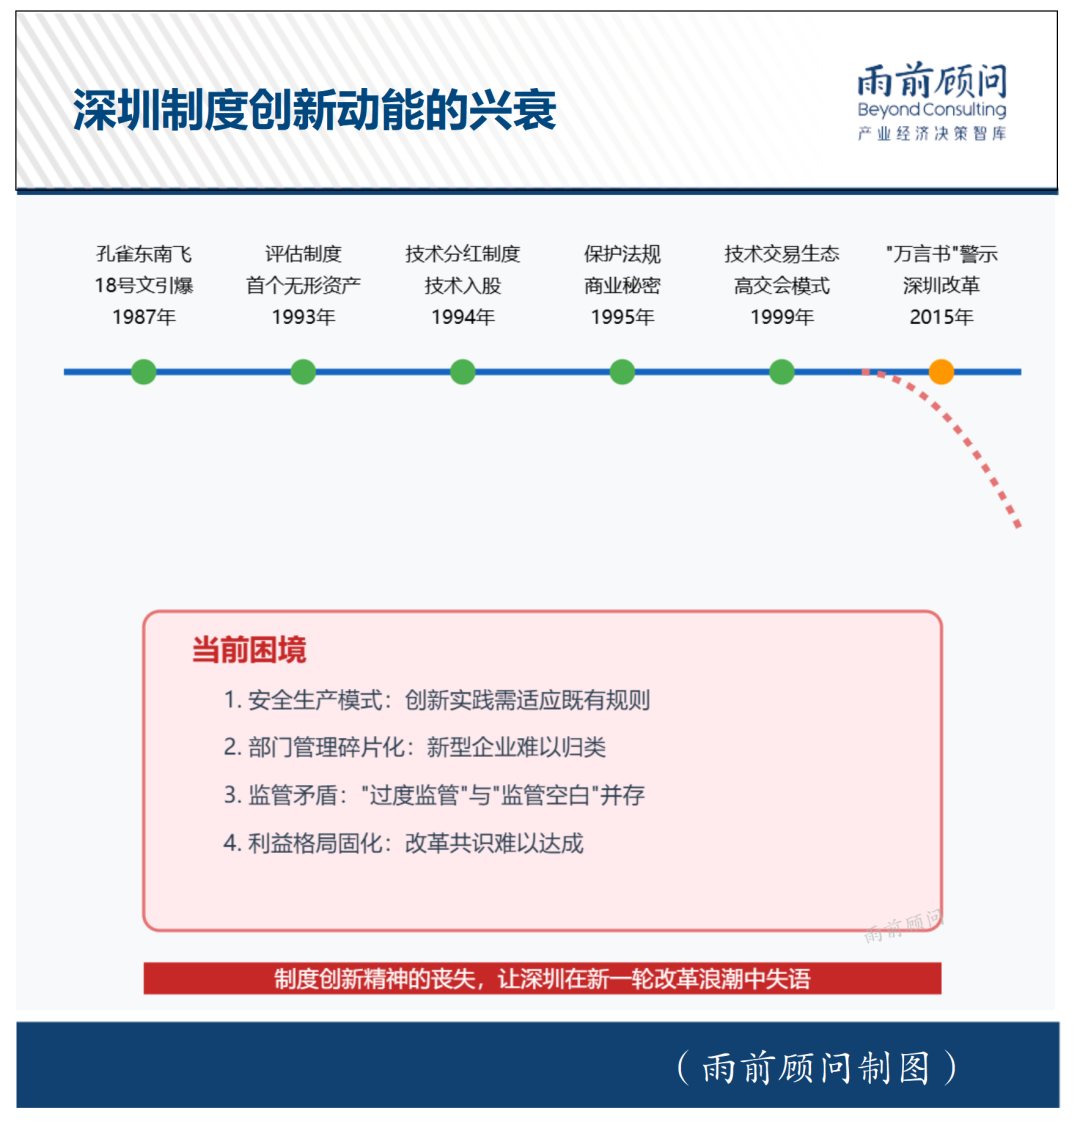 深圳制度创新动能的兴衰
雨前顾问
Beyond Consulting
产业经济决策智库
孔雀东南飞
18号文引爆
1987年
评估制度
首个无形资产
1993年
技术分红制度
技术入股
1994年
保护法规
商业秘密
1995年
技术交易生态
高交会模式
1999年
"万言书"警示
深圳改革
2015年
当前困境
1. 安全生产模式：创新实践需适应既有规则
2. 部门管理碎片化：新型企业难以归类
3. 监管矛盾："过度监管"与"监管空白"并存
4. 利益格局固化：改革共识难以达成
雨前顾问
制度创新精神的丧失，让深圳在新一轮改革浪潮中失语
（雨前顾问制图）